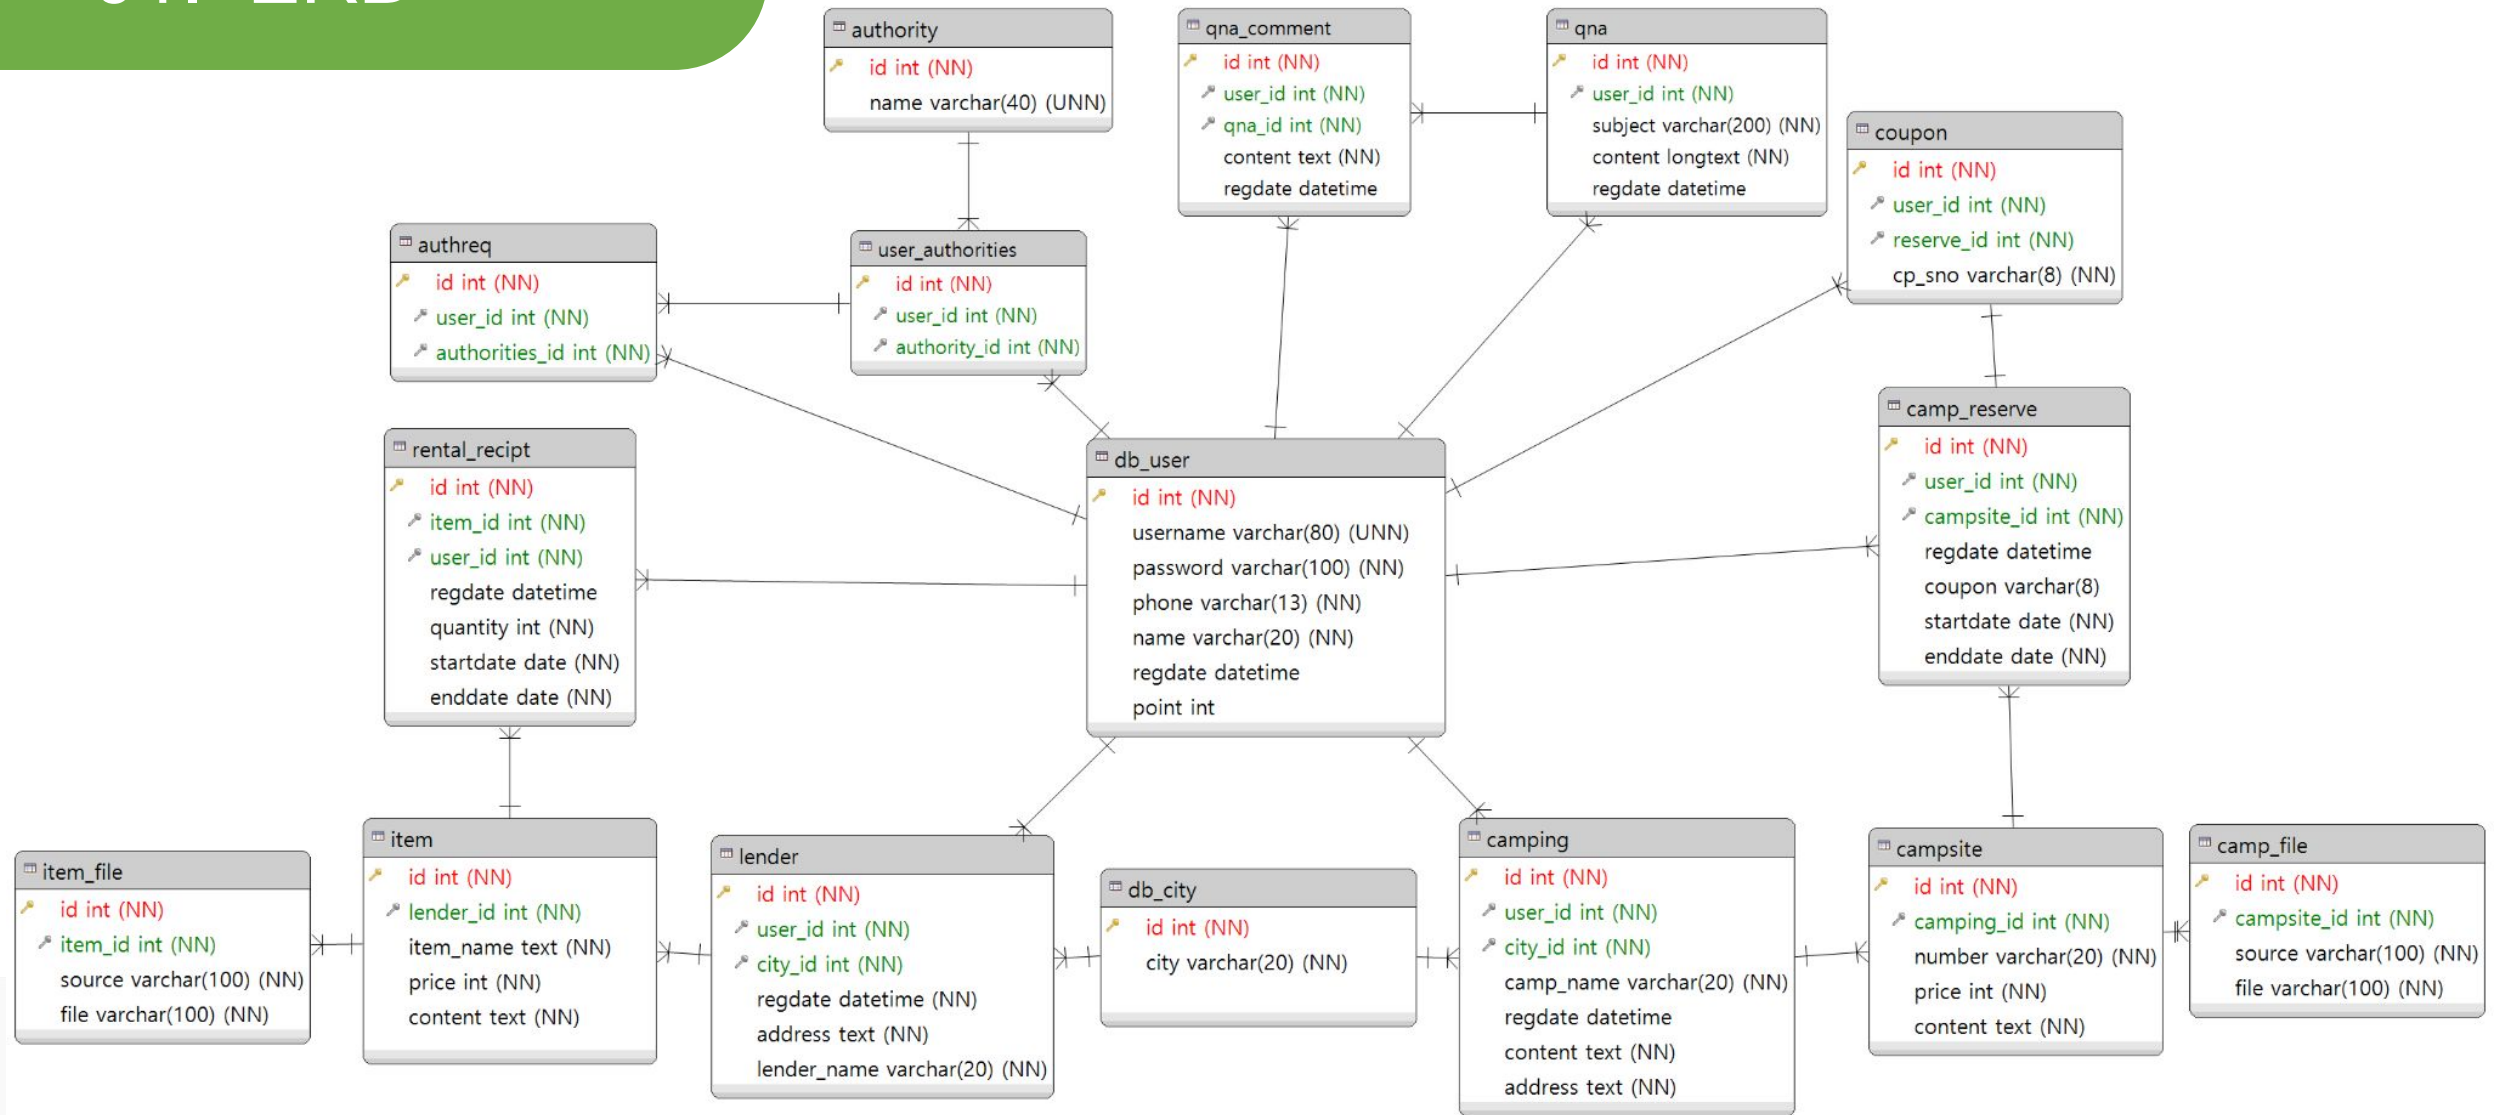 ERD
authority
id int (NN)
name varchar(40) (UNN)
qna_comment
id int (NN)
user_id int (NN)
qna_id int (NN)
content text (NN)
regdate datetime
qna
id int (NN)
user_id int (NN)
subject varchar(200) (NN)
content longtext (NN)
regdate datetime
coupon
id int (NN)
user_id int (NN)
reserve_id int (NN)
cp_sno varchar(8) (NN)
authreq
id int (NN)
user_id int (NN)
authorities_id int (NN)
user_authorities
id int (NN)
user_id int (NN)
authority_id int (NN)
rental_recipt
id int (NN)
item_id int (NN)
user_id int (NN)
regdate datetime
quantity int (NN)
startdate date (NN)
enddate date (NN)
db_user
id int (NN)
username varchar(80) (UNN)
password varchar(100) (NN)
phone varchar(13) (NN)
name varchar(20) (NN)
regdate datetime
point int
camp_reserve
id int (NN)
user_id int (NN)
campsite_id int (NN)
regdate datetime
coupon varchar(8)
startdate date (NN)
enddate date (NN)
item_file
id int (NN)
item_id int (NN)
source varchar(100) (NN)
file varchar(100) (NN)
item
id int (NN)
lender_id int (NN)
item_name text (NN)
price int (NN)
content text (NN)
lender
id int (NN)
user_id int (NN)
city_id int (NN)
regdate datetime (NN)
address text (NN)
lender_name varchar(20) (NN)
db_city
id int (NN)
city varchar(20) (NN)
camping
id int (NN)
user_id int (NN)
city_id int (NN)
camp_name varchar(20) (NN)
regdate datetime
content text (NN)
address text (NN)
campsite
id int (NN)
camping_id int (NN)
number varchar(20) (NN)
price int (NN)
content text (NN)
camp_file
id int (NN)
campsite_id int (NN)
source varchar(100) (NN)
file varchar(100) (NN)